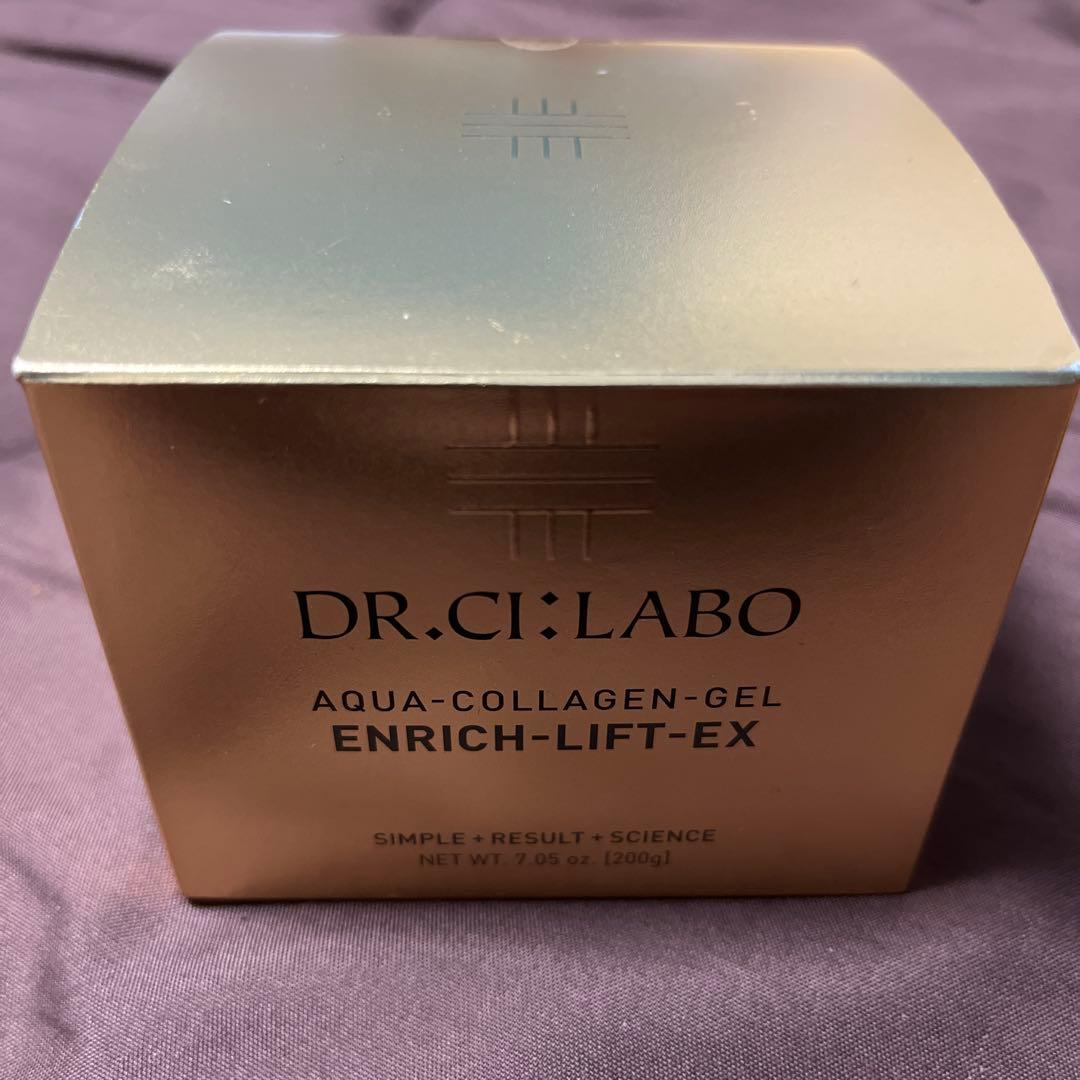 DR.CI:LABO
AQUA-COLLAGEN-GEL
ENRICH-LIFT-EX
SIMPLE + RESULT + SCIENCE
NET WT. 7.05 oz. [200g]